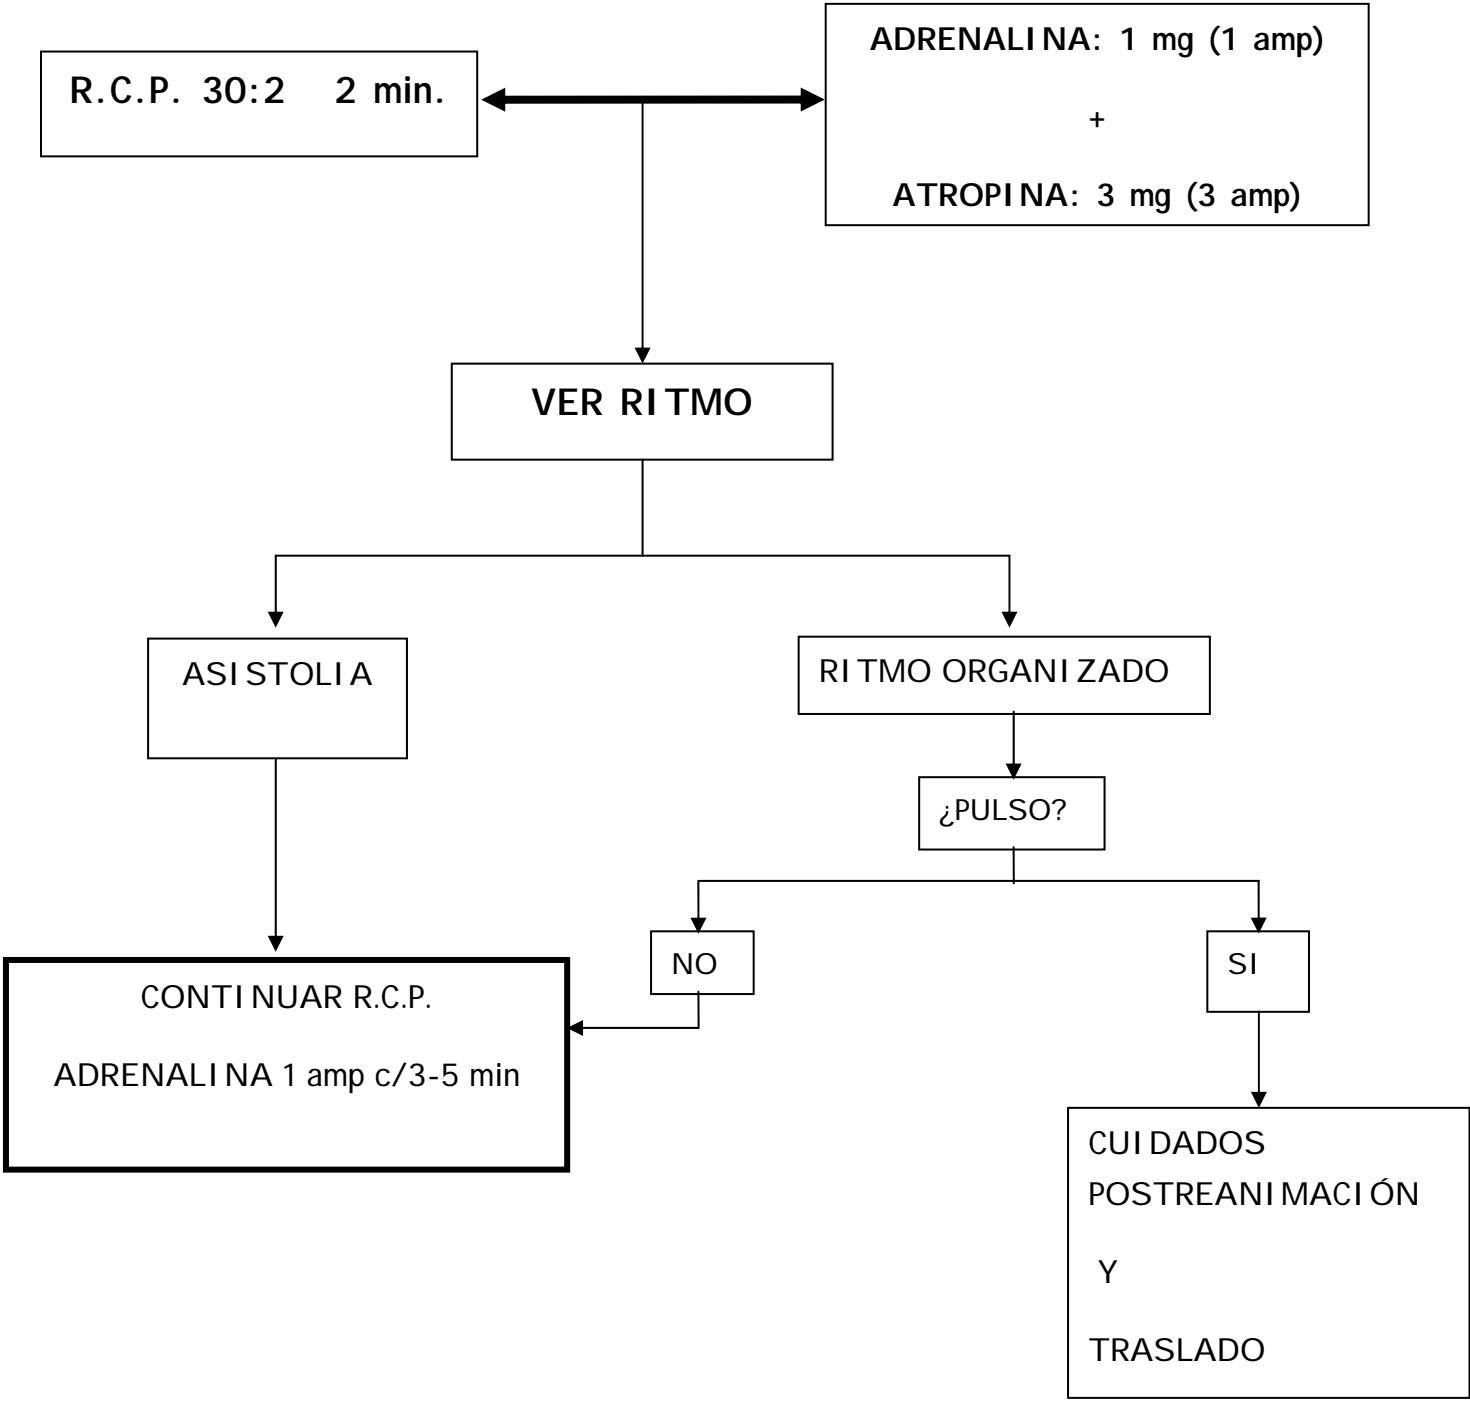 R.C.P. 30:2 2 min.
ADRENALINA: 1 mg (1 amp)
+
ATROPINA: 3 mg (3 amp)
VER RITMO
ASISTOLIA
RITMO ORGANIZADO
¿PULSO?
NO
SI
CONTINUAR R.C.P.
ADRENALINA 1 amp c/3-5 min
CUIDADOS
POSTREANIMACIÓN
Y
TRASLADO